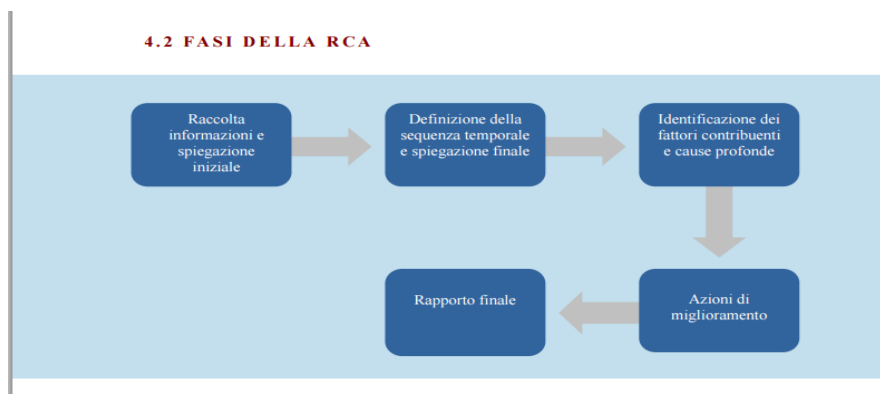 4.2 FASI DELLA RCA
Raccolta
informazioni e
spiegazione
iniziale
Definizione della
sequenza temporale
e spiegazione finale
Identificazione dei
fattori contribuenti
e cause profonde
Rapporto finale
Azioni di
miglioramento